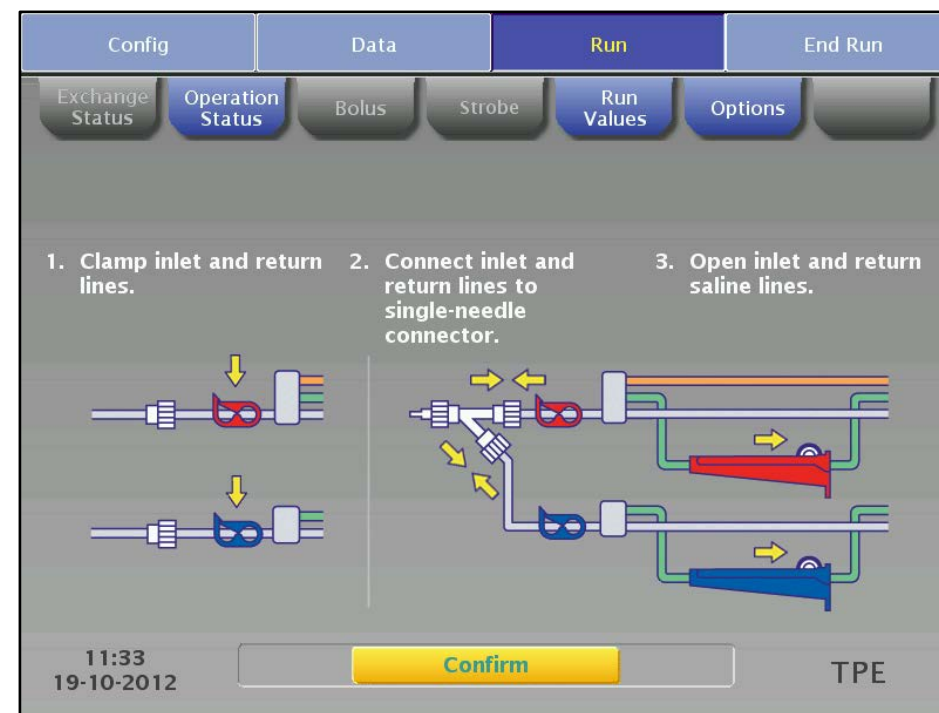 Config
Data
Run
End Run
Exchange
Status
Operation
Status
Bolus
Strobe
Run
Values
Options
1. Clamp inlet and return
lines.
2. Connect inlet and
return lines to
single-needle
connector.
3. Open inlet and return
saline lines.
11:33
19-10-2012
Confirm
TPE